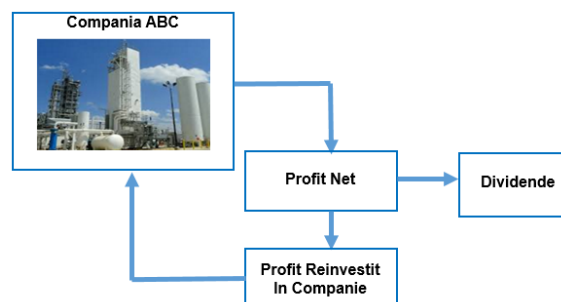 Compania ABC
Profit Net
Dividende
Profit Reinvestit
In Companie